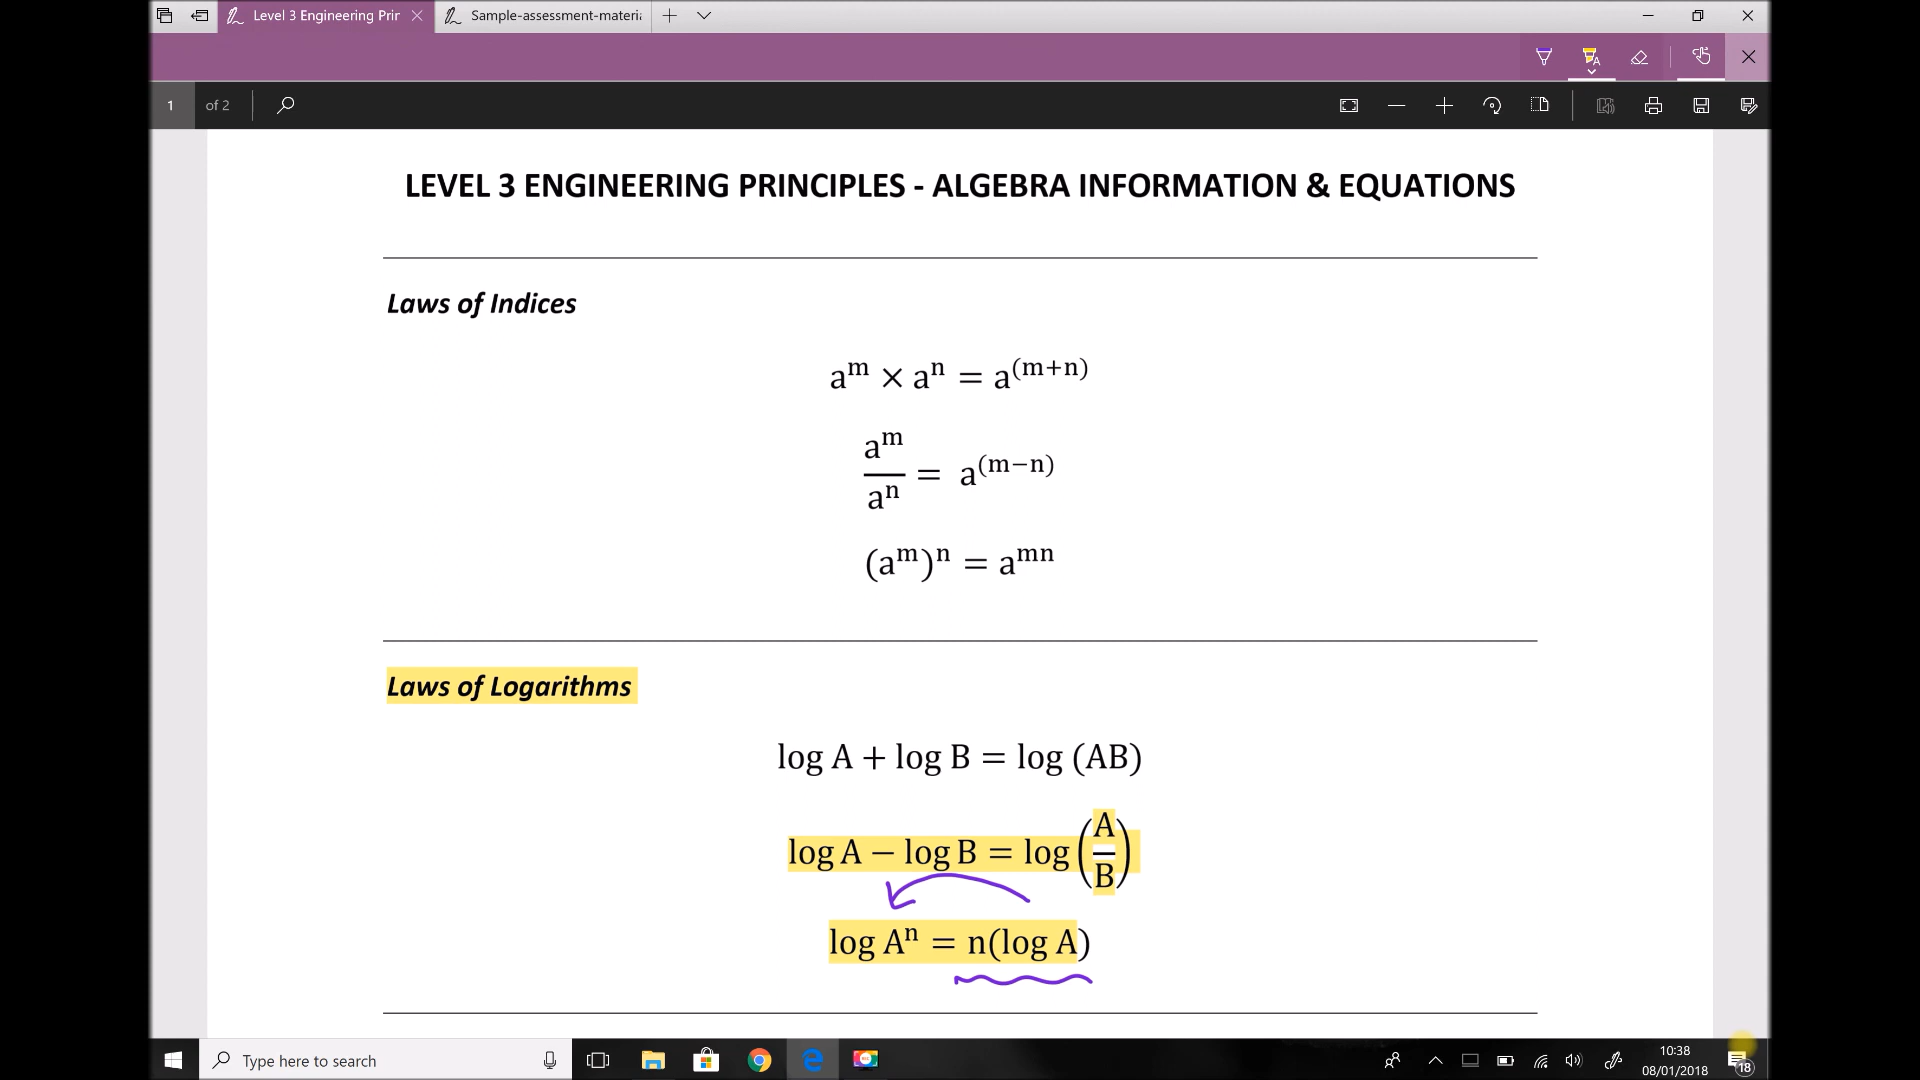 Level 3 Engineering Prin
Sample-assessment-materi
1 of 2
LEVEL 3 ENGINEERING PRINCIPLES - ALGEBRA INFORMATION & EQUATIONS
Laws of Indices
aᵐ × aⁿ = a⁽ᵐ⁺ⁿ⁾
aᵐ/aⁿ = a⁽ᵐ⁻ⁿ⁾
(aᵐ)ⁿ = aᵐⁿ
Laws of Logarithms
log A + log B = log (AB)
log A − log B = log (A/B)
log Aⁿ = n(log A)
Type here to search
10:38
08/01/2018
18